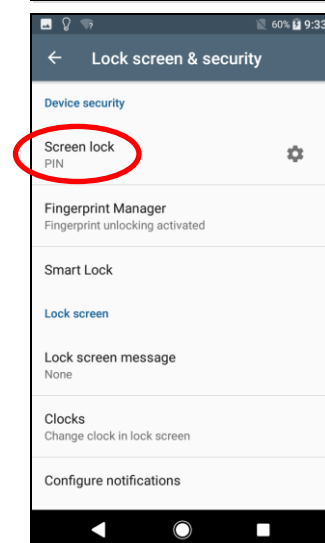 60% 9:33
Lock screen & security
Device security
Screen lock
PIN
Fingerprint Manager
Fingerprint unlocking activated
Smart Lock
Lock screen
Lock screen message
None
Clocks
Change clock in lock screen
Configure notifications